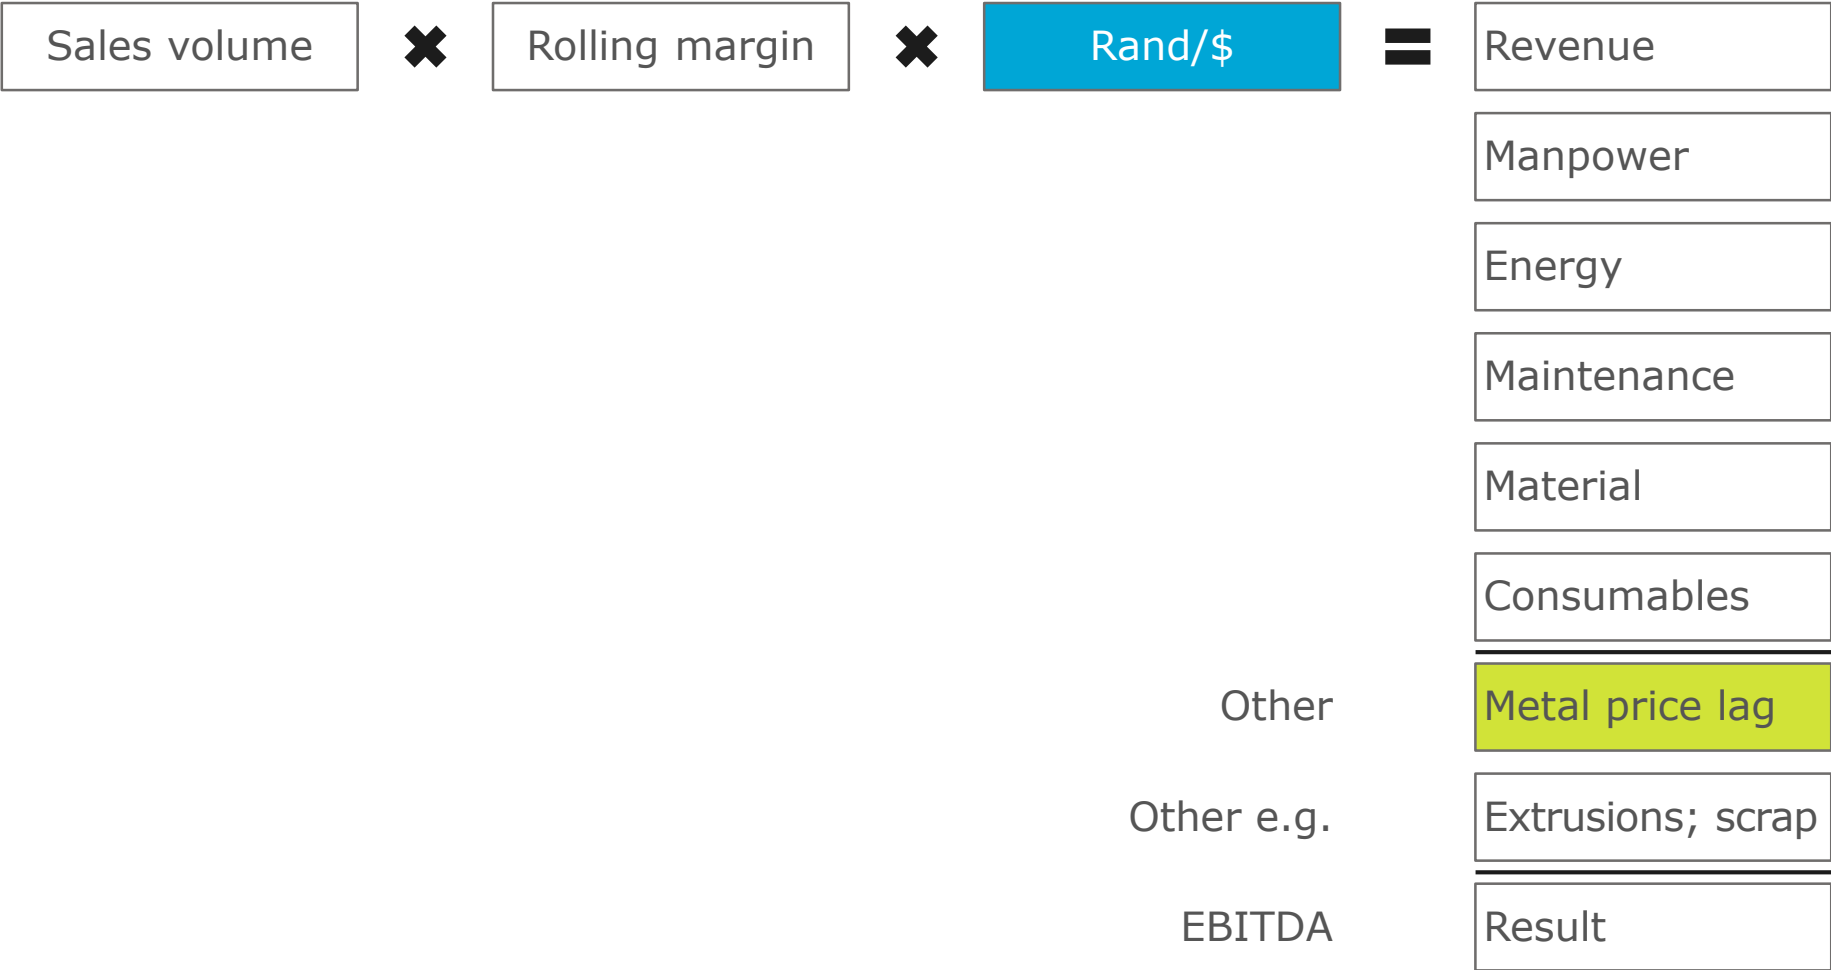 Sales volume ✖ Rolling margin ✖ Rand/$ = Revenue
Manpower
Energy
Maintenance
Material
Consumables
Other Metal price lag
Other e.g. Extrusions; scrap
EBITDA Result